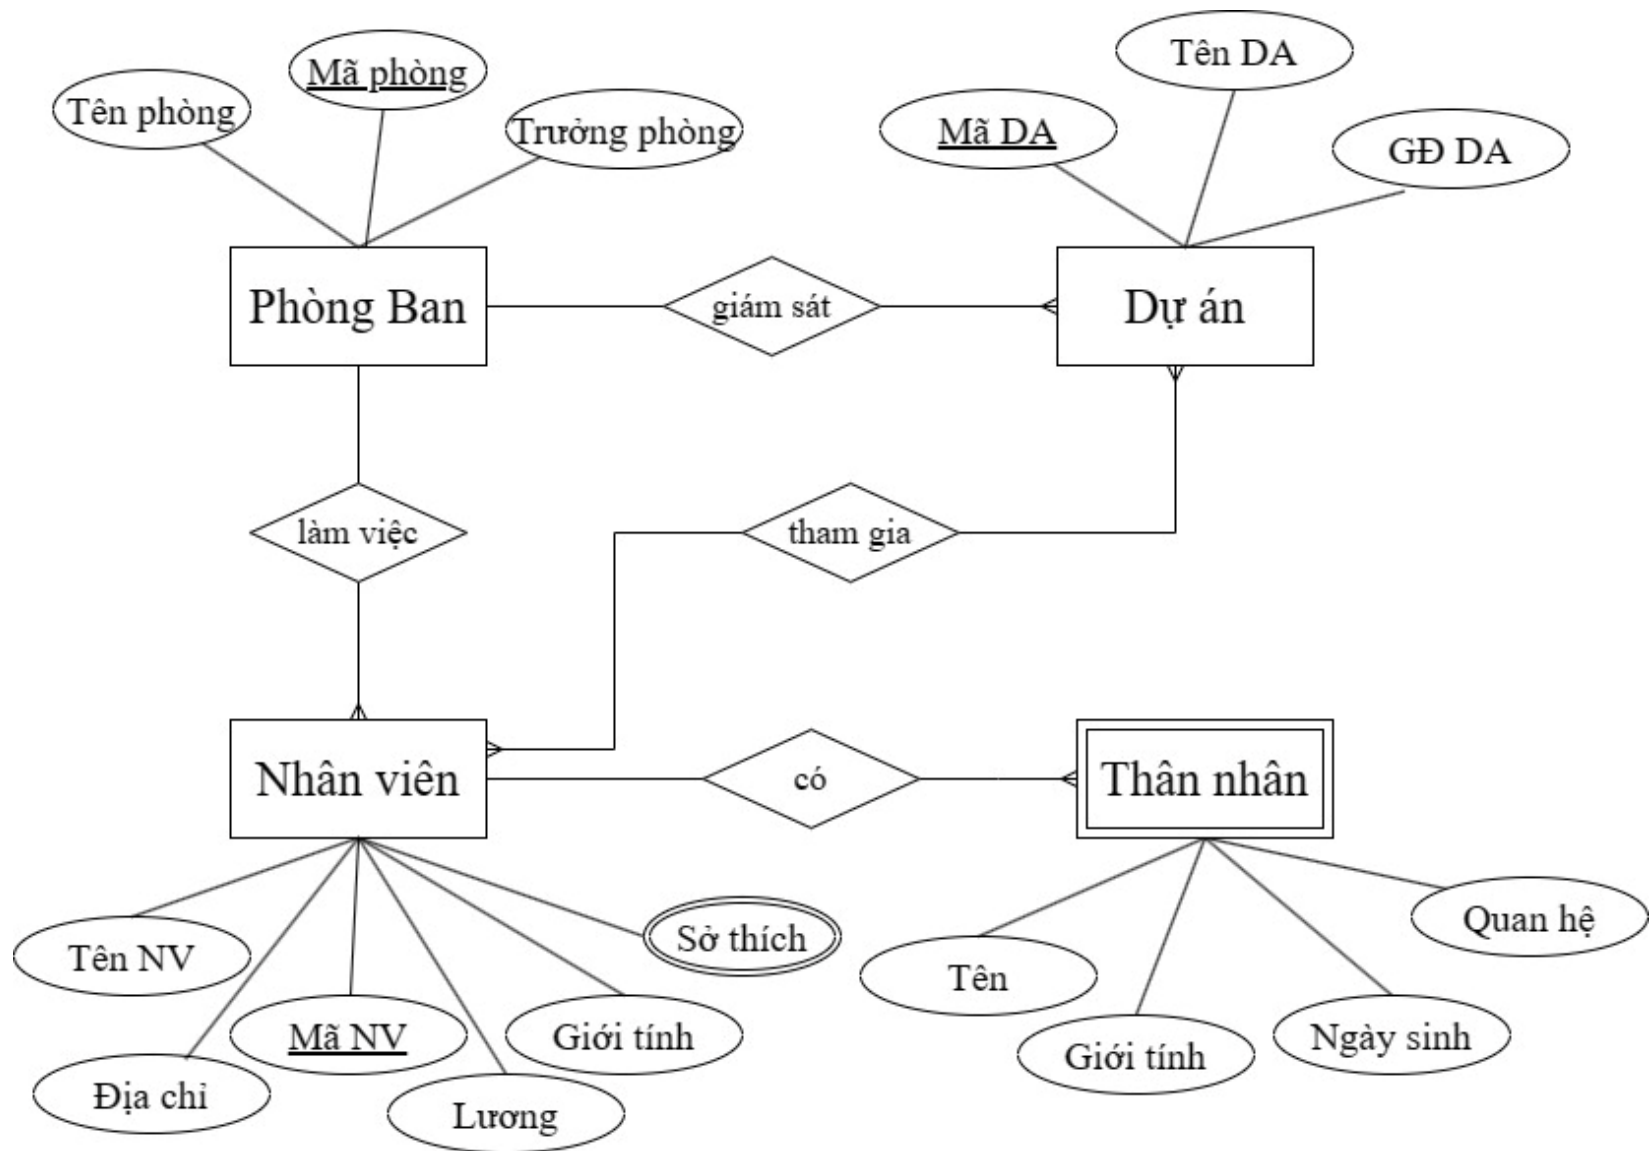 Tên DA
Mã phòng
Tên phòng
Trưởng phòng
Mã DA
GĐ DA
Phòng Ban
giám sát
Dự án
làm việc
tham gia
Nhân viên
có
Thân nhân
Tên NV
Sở thích
Quan hệ
Tên
Mã NV
Giới tính
Ngày sinh
Giới tính
Địa chỉ
Lương